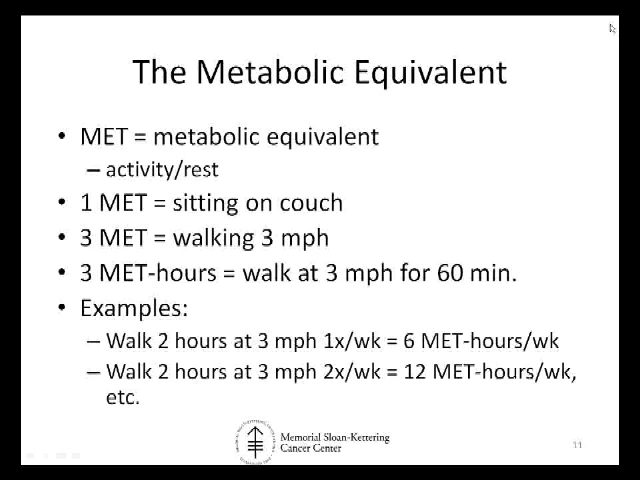 The Metabolic Equivalent
• MET = metabolic equivalent
– activity/rest
• 1 MET = sitting on couch
• 3 MET = walking 3 mph
• 3 MET-hours = walk at 3 mph for 60 min.
• Examples:
– Walk 2 hours at 3 mph 1x/wk = 6 MET-hours/wk
– Walk 2 hours at 3 mph 2x/wk = 12 MET-hours/wk,
etc.
Memorial Sloan-Kettering
Cancer Center
11